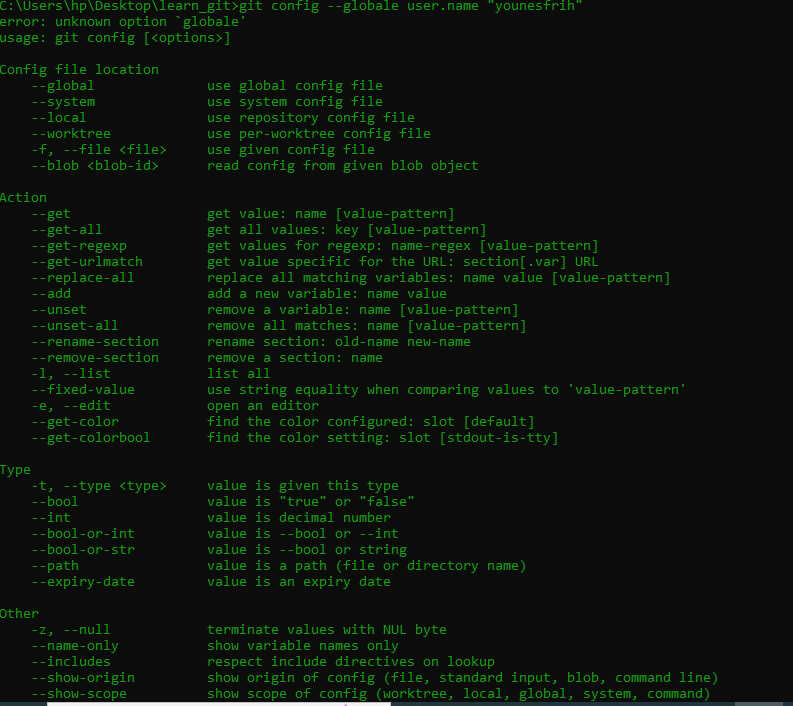 C:\Users\hp\Desktop\learn_git>git config --globale user.name "younesfrih"
error: unknown option `globale'
usage: git config [<options>]

Config file location
    --global              use global config file
    --system              use system config file
    --local               use repository config file
    --worktree            use per-worktree config file
    -f, --file <file>     use given config file
    --blob <blob-id>      read config from given blob object

Action
    --get                 get value: name [value-pattern]
    --get-all             get all values: key [value-pattern]
    --get-regexp          get values for regexp: name-regex [value-pattern]
    --get-urlmatch        get value specific for the URL: section[.var] URL
    --replace-all         replace all matching variables: name value [value-pattern]
    --add                 add a new variable: name value
    --unset               remove a variable: name [value-pattern]
    --unset-all           remove all matches: name [value-pattern]
    --rename-section      rename section: old-name new-name
    --remove-section      remove a section: name
    -l, --list            list all
    --fixed-value         use string equality when comparing values to 'value-pattern'
    -e, --edit            open an editor
    --get-color           find the color configured: slot [default]
    --get-colorbool       find the color setting: slot [stdout-is-tty]

Type
    -t, --type <type>     value is given this type
    --bool                value is "true" or "false"
    --int                 value is decimal number
    --bool-or-int         value is --bool or --int
    --bool-or-str         value is --bool or string
    --path                value is a path (file or directory name)
    --expiry-date         value is an expiry date

Other
    -z, --null            terminate values with NUL byte
    --name-only           show variable names only
    --includes            respect include directives on lookup
    --show-origin         show origin of config (file, standard input, blob, command line)
    --show-scope          show scope of config (worktree, local, global, system, command)